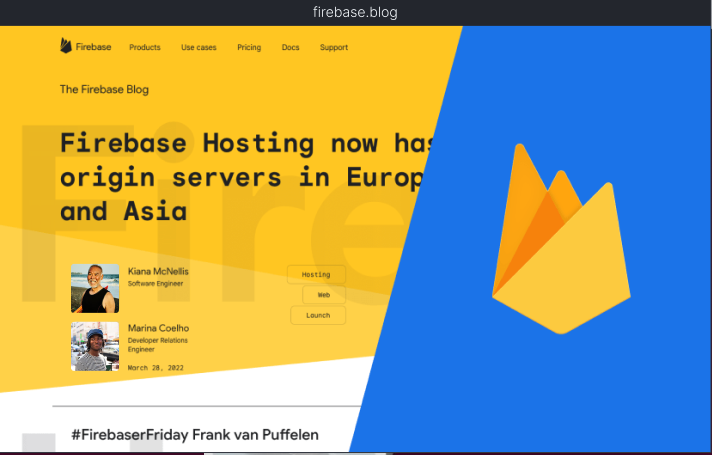 firebase.blog
Firebase Products Use cases Pricing Docs Support
The Firebase Blog
Firebase Hosting now has
origin servers in Europ
and Asia
Kiana McNellis
Software Engineer
Hosting
Web
Launch
Marina Coelho
Developer Relations
Engineer
March 28, 2022
#FirebaserFriday Frank van Puffelen
Fire